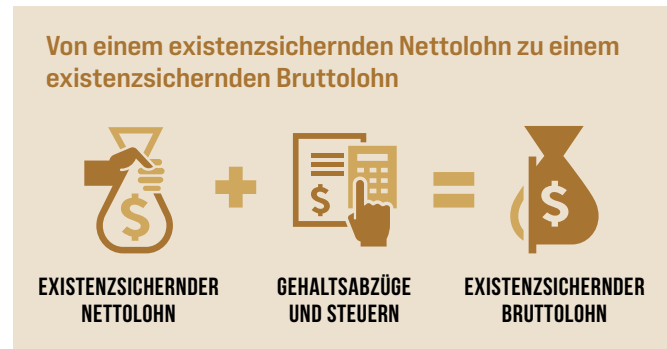 Von einem existenzsichernden Nettolohn zu einem
existenzsichernden Bruttolohn
$
+
$
=
$
EXISTENZSICHERNDER
NETTOLOHN
GEHALTSABZÜGE
UND STEUERN
EXISTENZSICHERNDER
BRUTTOLOHN